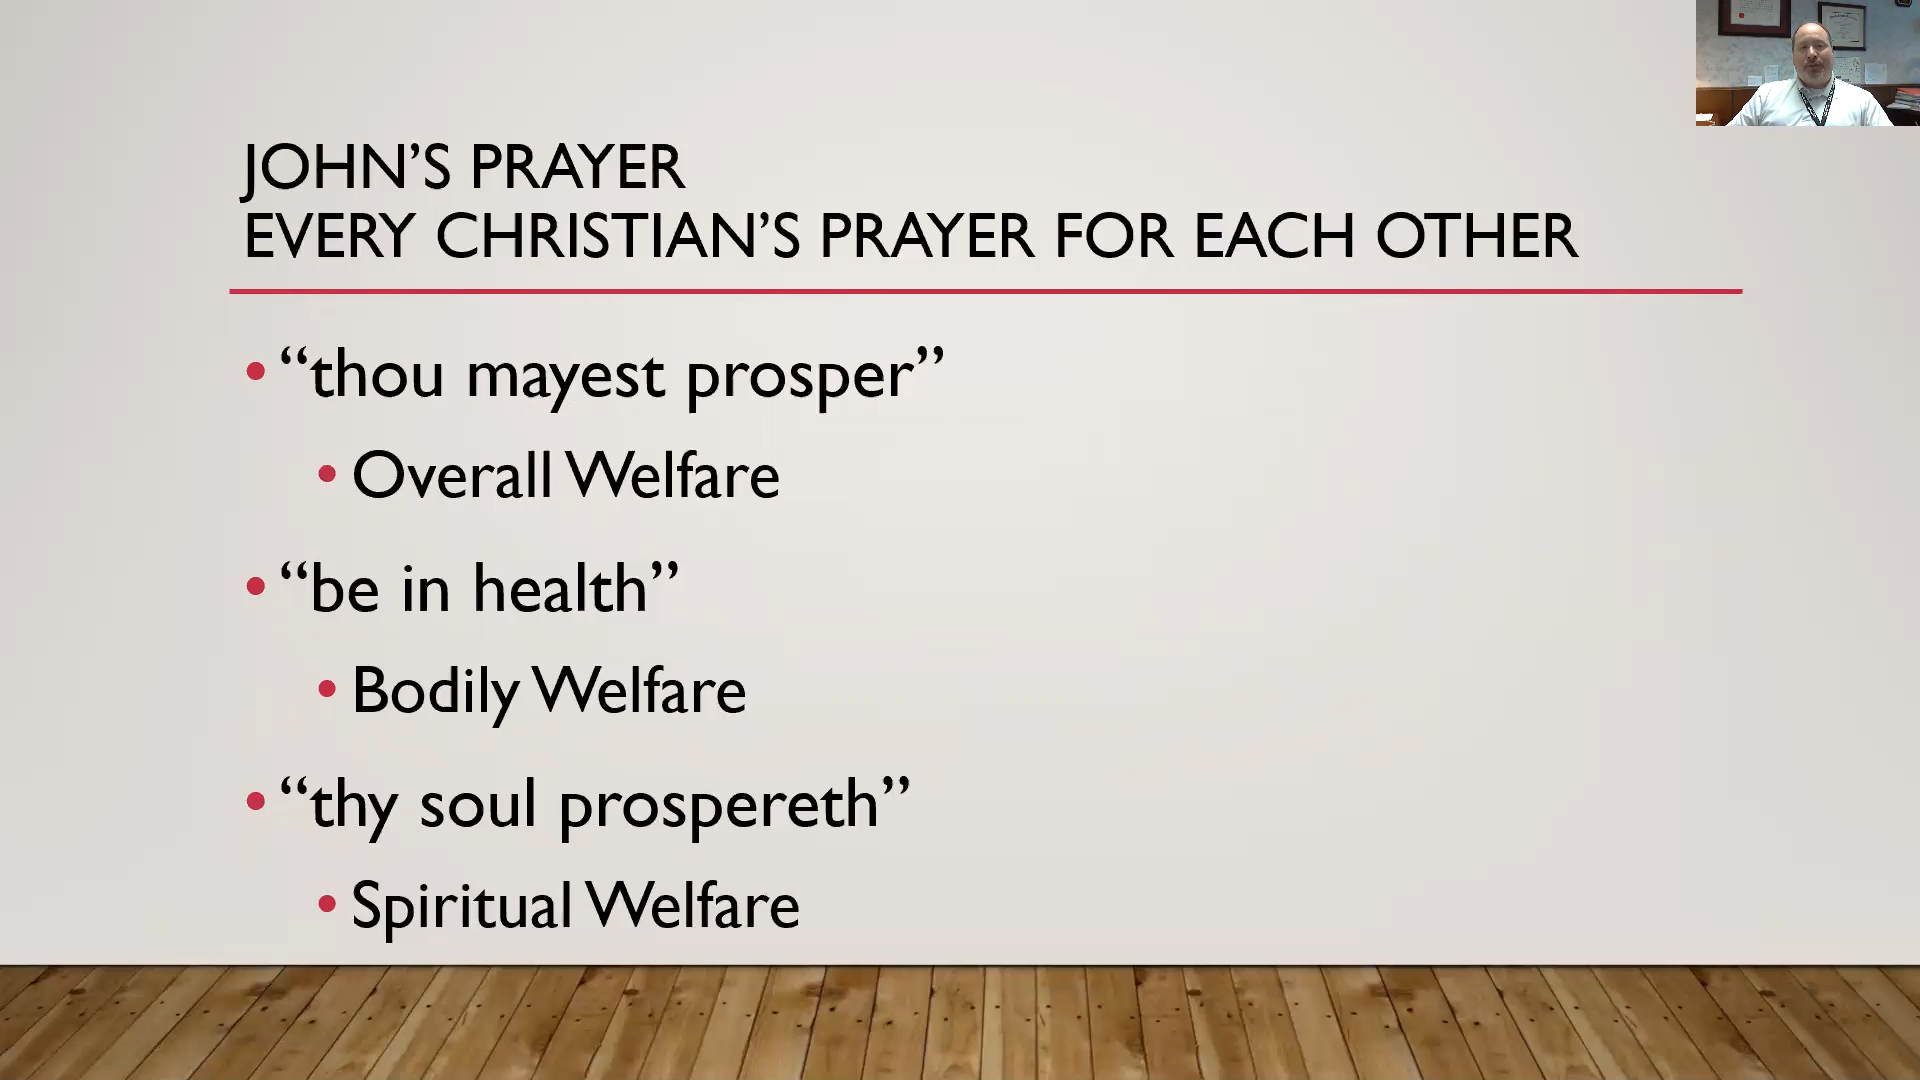 JOHN’S PRAYER
EVERY CHRISTIAN’S PRAYER FOR EACH OTHER
• “thou mayest prosper”
• Overall Welfare
• “be in health”
• Bodily Welfare
• “thy soul prospereth”
• Spiritual Welfare